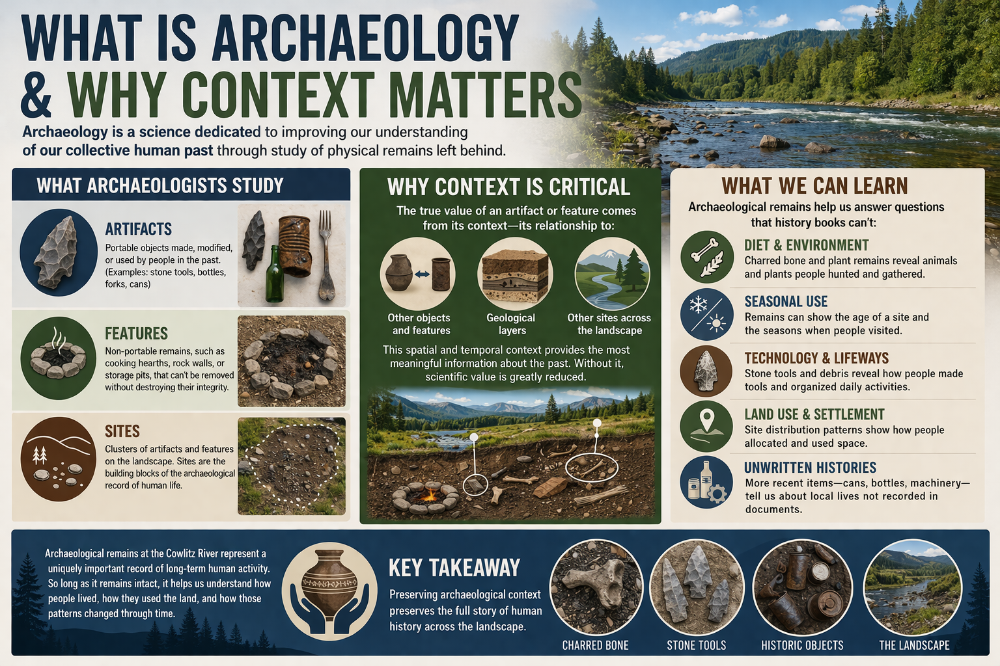 WHAT IS ARCHAEOLOGY
& WHY CONTEXT MATTERS
Archaeology is a science dedicated to improving our understanding
of our collective human past through study of physical remains left behind.
WHAT ARCHAEOLOGISTS STUDY
ARTIFACTS
Portable objects made, modified,
or used by people in the past.
(Examples: stone tools, bottles,
forks, cans)
FEATURES
Non-portable remains, such as
cooking hearths, rock walls, or
storage pits, that can't be removed
without destroying their integrity.
SITES
Clusters of artifacts and features
on the landscape. Sites are the
building blocks of the archaeological
record of human life.
WHY CONTEXT IS CRITICAL
The true value of an artifact or feature comes
from its context—its relationship to:
Other objects
and features
Geological
layers
Other sites across
the landscape
This spatial and temporal context provides the most
meaningful information about the past. Without it,
scientific value is greatly reduced.
WHAT WE CAN LEARN
Archaeological remains help us answer questions
that history books can't:
DIET & ENVIRONMENT
Charred bone and plant remains reveal animals
and plants people hunted and gathered.
SEASONAL USE
Remains can show the age of a site and
the seasons when people visited.
TECHNOLOGY & LIFEWAYS
Stone tools and debris reveal how people made
tools and organized daily activities.
LAND USE & SETTLEMENT
Site distribution patterns show how people
allocated and used space.
UNWRITTEN HISTORIES
More recent items—cans, bottles, machinery—
tell us about local lives not recorded in
documents.
Archaeological remains at the Cowlitz River represent a
uniquely important record of long-term human activity.
So long as it remains intact, it helps us understand how
people lived, how they used the land, and how those
patterns changed through time.
KEY TAKEAWAY
Preserving archaeological context
preserves the full story of human
history across the landscape.
CHARRED BONE
STONE TOOLS
HISTORIC OBJECTS
THE LANDSCAPE